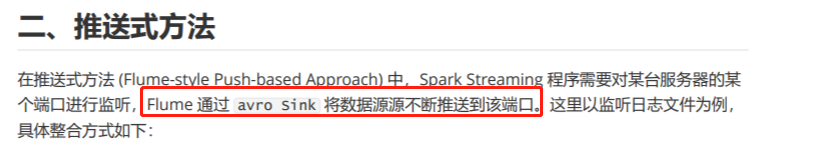 二、推送式方法
在推送式方法 (Flume-style Push-based Approach) 中，Spark Streaming 程序需要对某台服务器的某
个端口进行监听，Flume 通过 avro Sink 将数据源源不断推送到该端口。这里以监听日志文件为例，
具体整合方式如下：